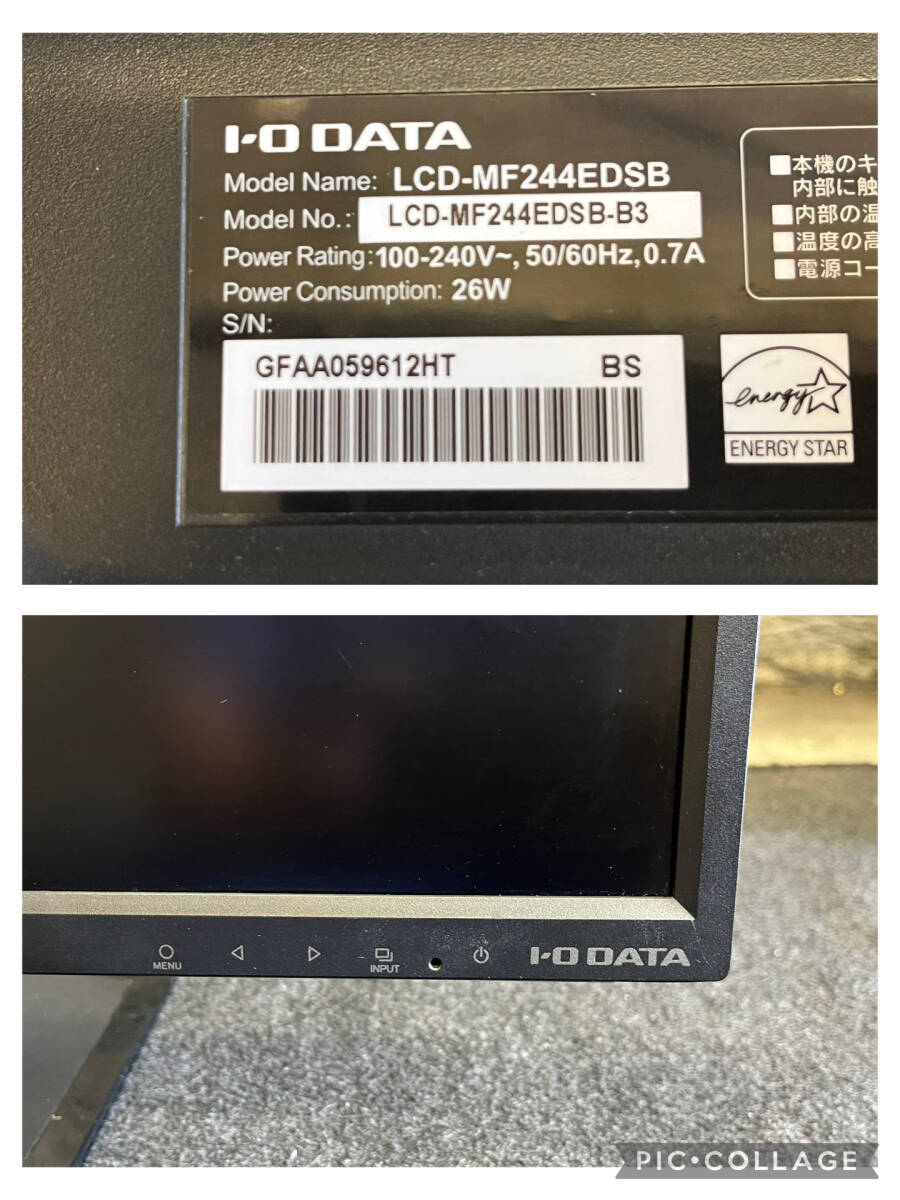 I-O DATA
Model Name: LCD-MF244EDSB
Model No.: LCD-MF244EDSB-B3
Power Rating: 100-240V~, 50/60Hz, 0.7A
Power Consumption: 26W
S/N:
GFAA059612HT BS
■本機のキ
内部に触
■内部の温
■温度の高
■電源コー
energy
ENERGY STAR
MENU
INPUT
I-O DATA
PIC•COLLAGE